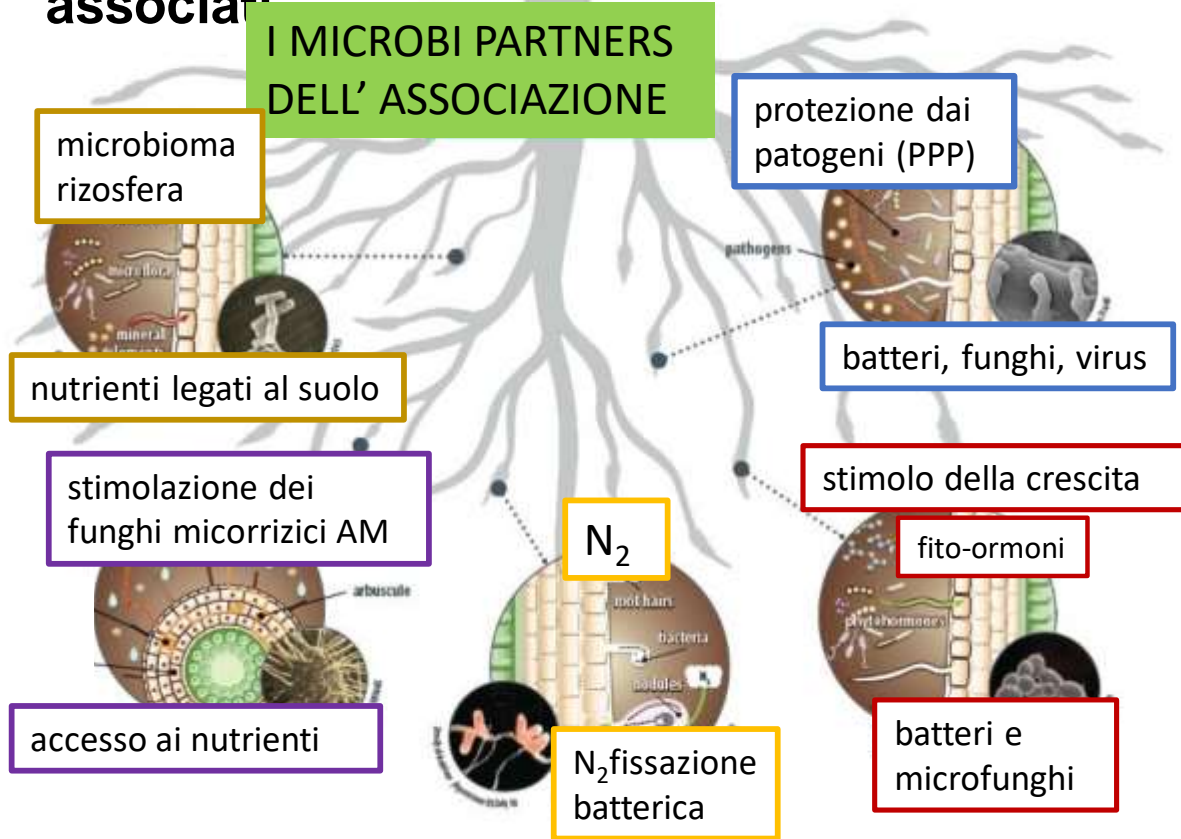 associati
I MICROBI PARTNERS
DELL’ ASSOCIAZIONE
microbioma
rizosfera
microflora
mineral
nutrienti legati al suolo
protezione dai
patogeni (PPP)
pathogens
batteri, funghi, virus
stimolazione dei
funghi micorrizici AM
arbuscule
accesso ai nutrienti
N₂
root hairs
bacteria
nodules
N₂
N₂fissazione
batterica
stimolo della crescita
fito-ormoni
phytohormones
batteri e
microfunghi